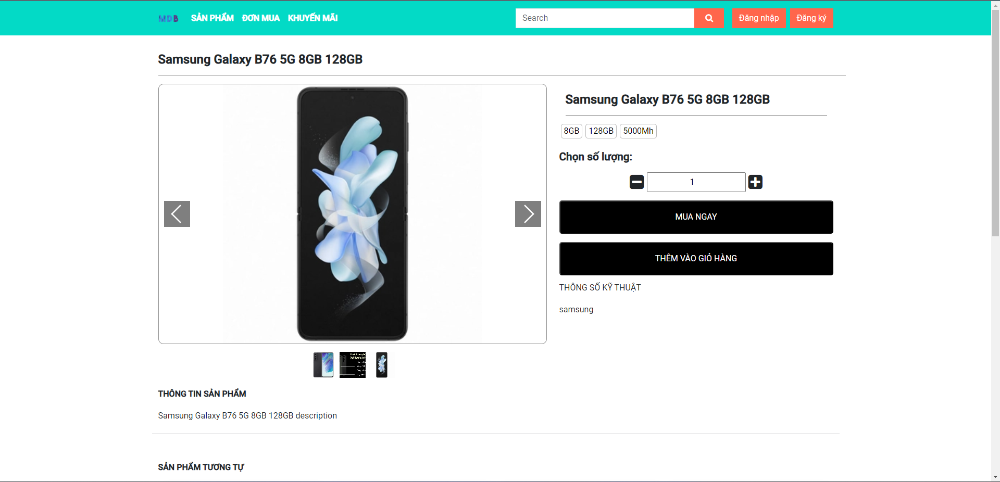 MDB SẢN PHẨM ĐƠN MUA KHUYẾN MÃI Search Đăng nhập Đăng ký
Samsung Galaxy B76 5G 8GB 128GB
Samsung Galaxy B76 5G 8GB 128GB
8GB 128GB 5000Mh
Chọn số lượng:
1
MUA NGAY
THÊM VÀO GIỎ HÀNG
THÔNG SỐ KỸ THUẬT
samsung
THÔNG TIN SẢN PHẨM
Samsung Galaxy B76 5G 8GB 128GB description
SẢN PHẨM TƯƠNG TỰ